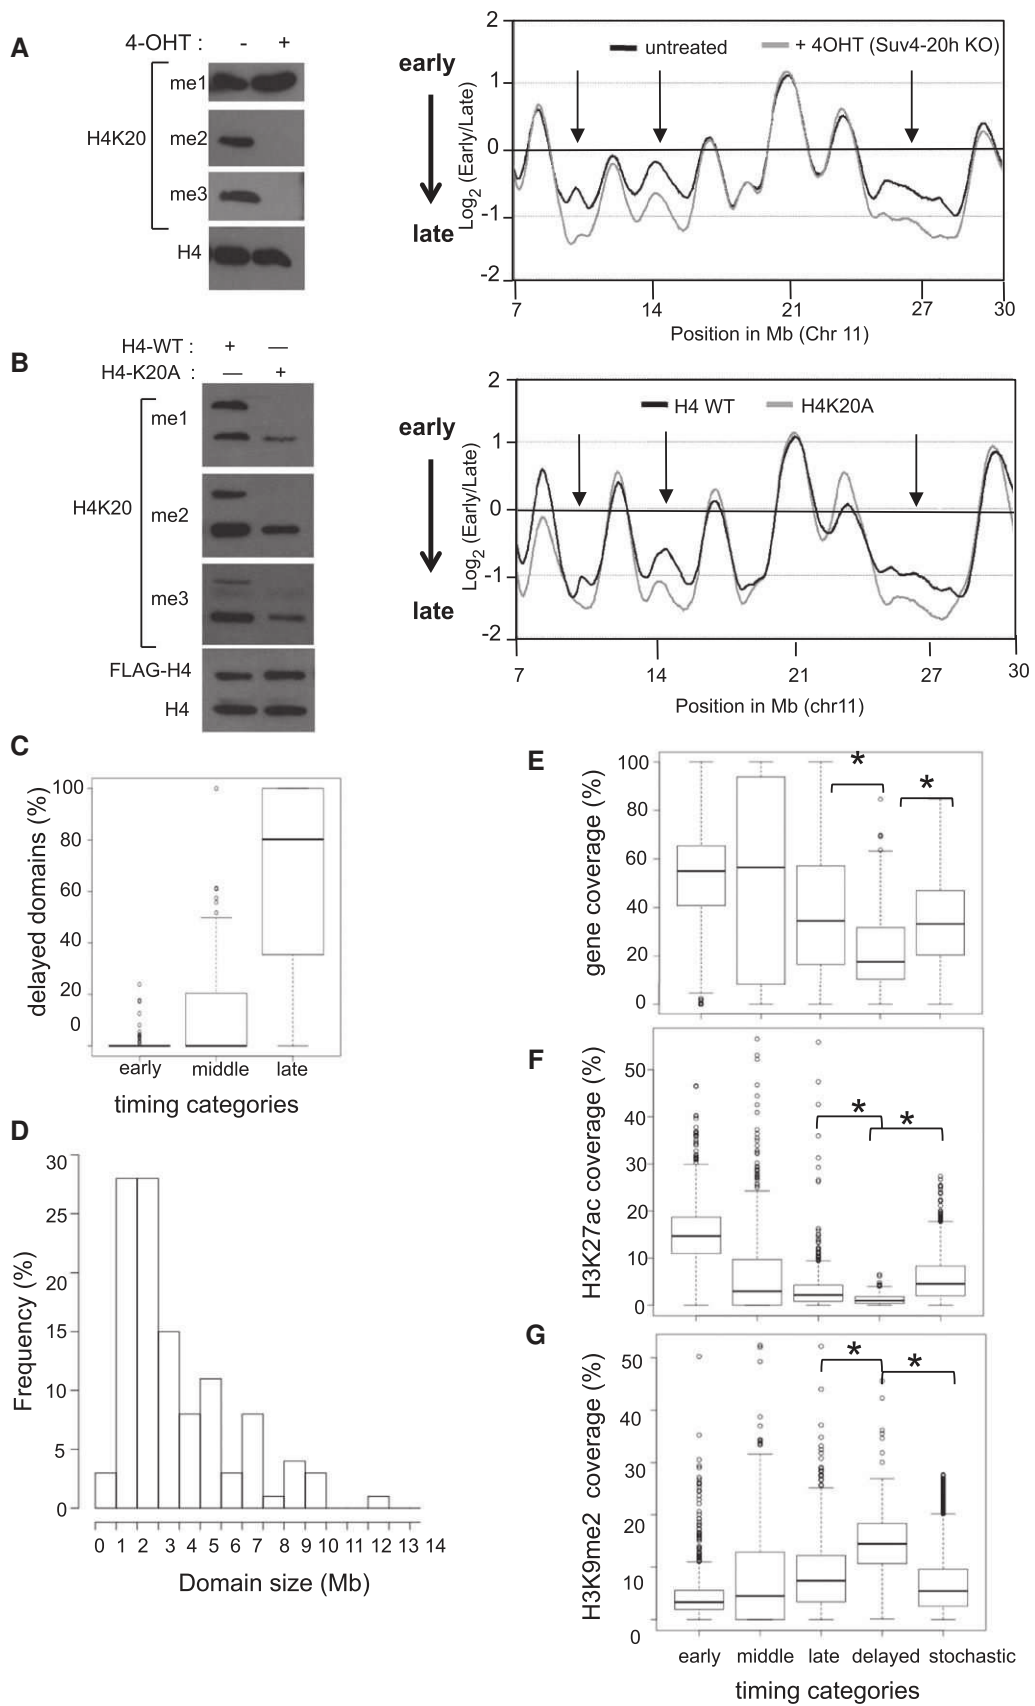 A
4-OHT : - +
H4K20
me1
me2
me3
H4
early
late
Log2 (Early/Late)
untreated
+ 4OHT (Suv4-20h KO)
2
1
0
-1
-2
7 14 21 27 30
Position in Mb (Chr 11)
B
H4-WT : + —
H4-K20A : — +
H4K20
me1
me2
me3
FLAG-H4
H4
early
late
Log2 (Early/Late)
H4 WT
H4K20A
2
1
0
-1
-2
7 14 21 27 30
Position in Mb (chr11)
C
delayed domains (%)
100
80
60
40
20
0
early middle late
timing categories
D
Frequency (%)
30
25
20
15
10
5
0
0 1 2 3 4 5 6 7 8 9 10 11 12 13 14
Domain size (Mb)
E
gene coverage (%)
100
80
60
40
20
0
*
*
F
H3K27ac coverage (%)
50
40
30
20
10
0
*
*
G
H3K9me2 coverage (%)
50
40
30
20
10
0
*
*
early middle late delayed stochastic
timing categories